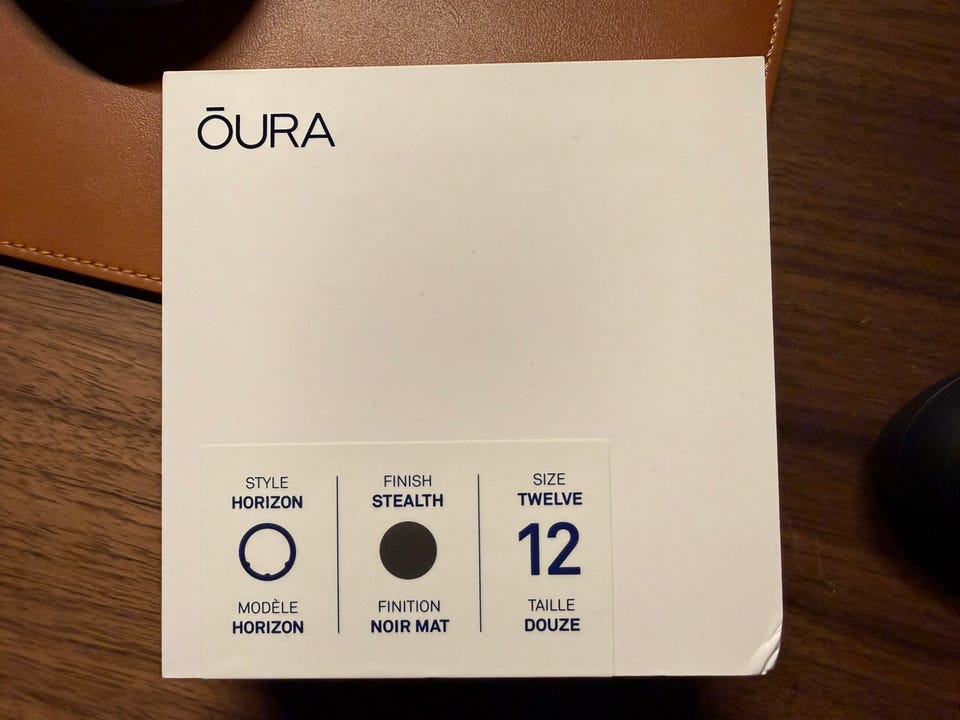 ŌURA
STYLE
HORIZON
MODÈLE
HORIZON
FINISH
STEALTH
FINITION
NOIR MAT
SIZE
TWELVE
12
TAILLE
DOUZE